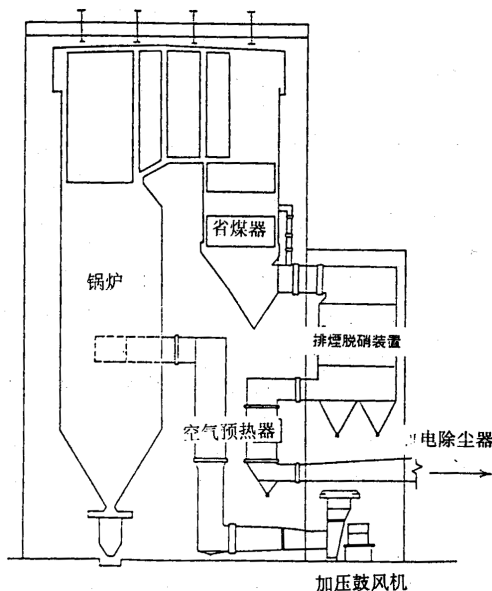 省煤器
锅炉
排煙脱硝装置
空气预热器
电除尘器
加压鼓风机